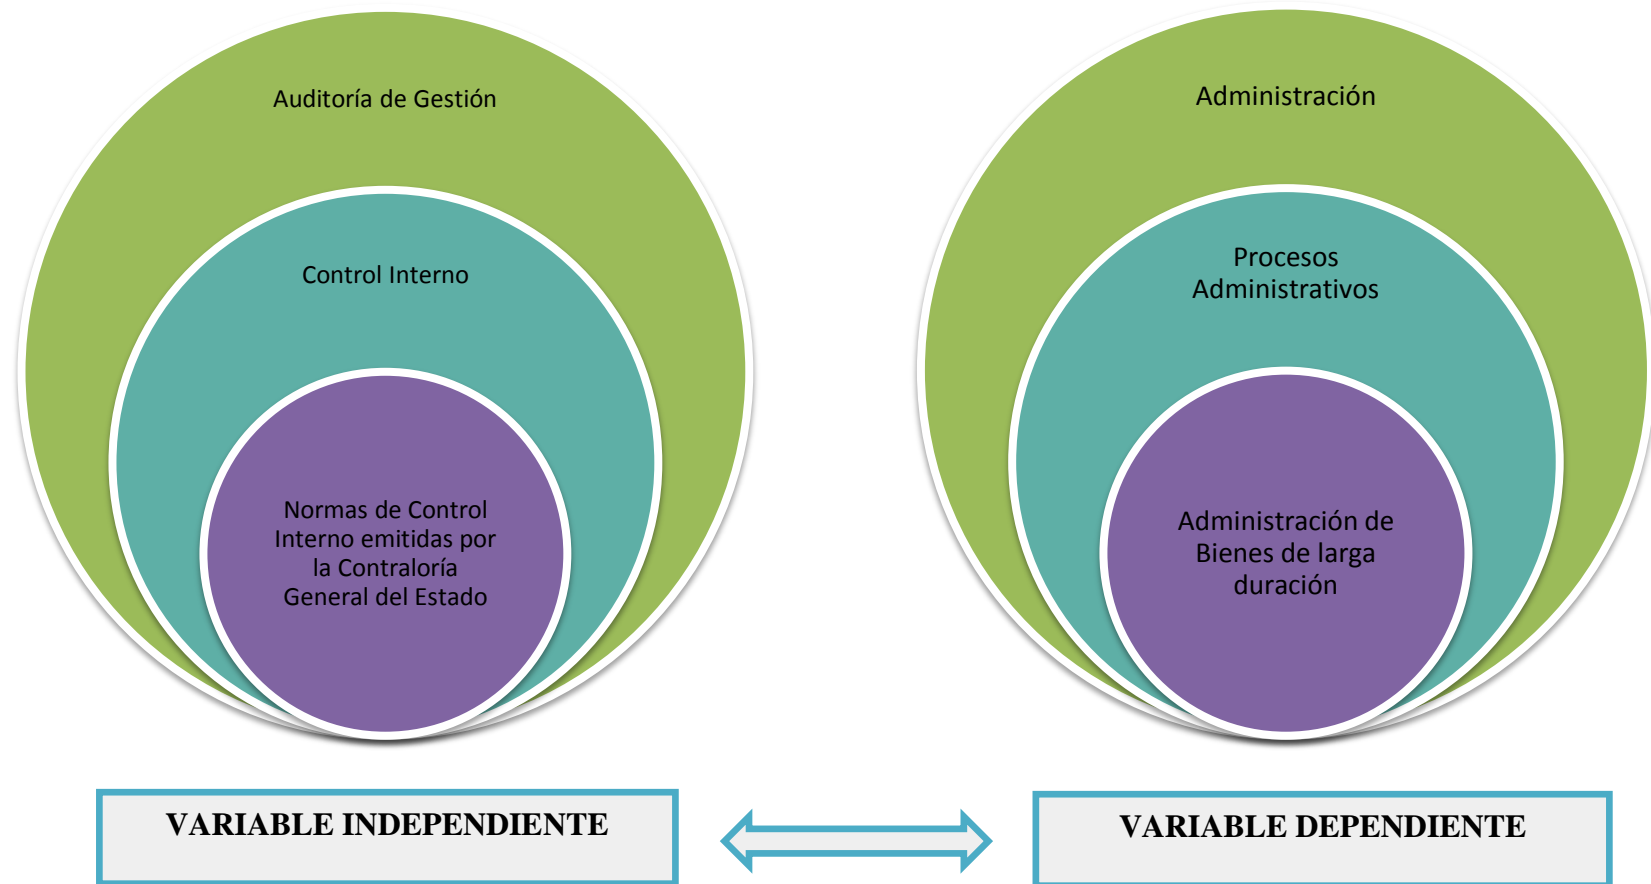 Auditoría de Gestión
Control Interno
Normas de Control
Interno emitidas por
la Contraloría
General del Estado
VARIABLE INDEPENDIENTE
Administración
Procesos
Administrativos
Administración de
Bienes de larga
duración
VARIABLE DEPENDIENTE